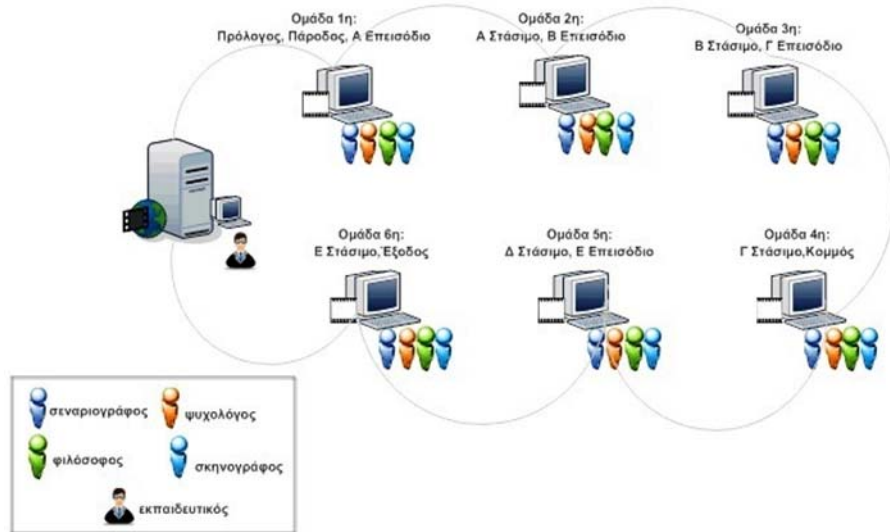 Ομάδα 1η:
Πρόλογος, Πάροδος, Α Επεισόδιο
Ομάδα 2η:
Α Στάσιμο, Β Επεισόδιο
Ομάδα 3η:
Β Στάσιμο, Γ Επεισόδιο
Ομάδα 6η:
Ε Στάσιμο,Έξοδος
Ομάδα 5η:
Δ Στάσιμο, Ε Επεισόδιο
Ομάδα 4η:
Γ Στάσιμο,Κομμός
σεναριογράφος
ψυχολόγος
φιλόσοφος
σκηνογράφος
εκπαιδευτικός